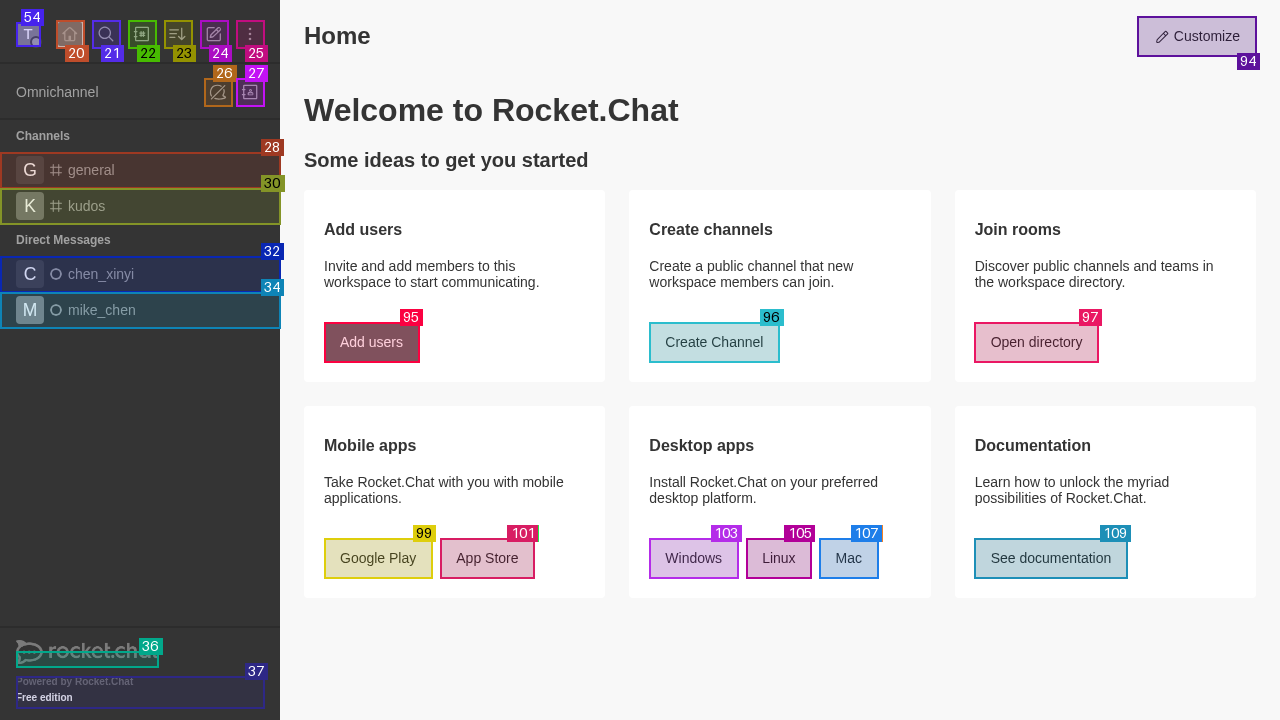 54
T
20
21
22
23
24
25
Omnichannel
26
27
Channels
28
G general
30
K kudos
Direct Messages
32
C chen_xinyi
34
M mike_chen
36
rocket.chat
37
Powered by Rocket.Chat
Free edition
Home
Customize
94
Welcome to Rocket.Chat
Some ideas to get you started
Add users
Invite and add members to this
workspace to start communicating.
95
Add users
Create channels
Create a public channel that new
workspace members can join.
96
Create Channel
Join rooms
Discover public channels and teams in
the workspace directory.
97
Open directory
Mobile apps
Take Rocket.Chat with you with mobile
applications.
99
101
Google Play
App Store
Desktop apps
Install Rocket.Chat on your preferred
desktop platform.
103
105
107
Windows
Linux
Mac
Documentation
Learn how to unlock the myriad
possibilities of Rocket.Chat.
109
See documentation